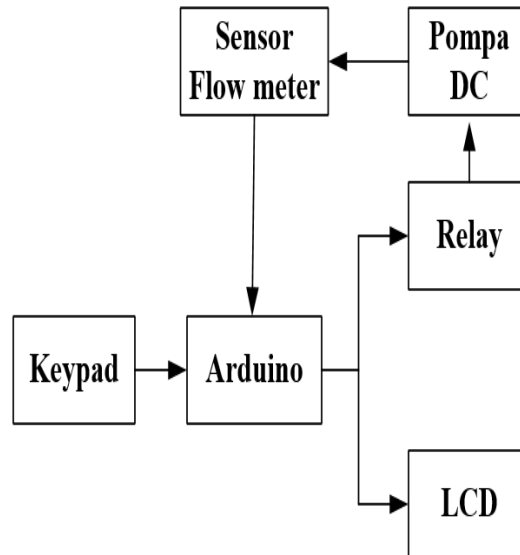 Sensor
Flow meter
Pompa
DC
Relay
Keypad
Arduino
LCD